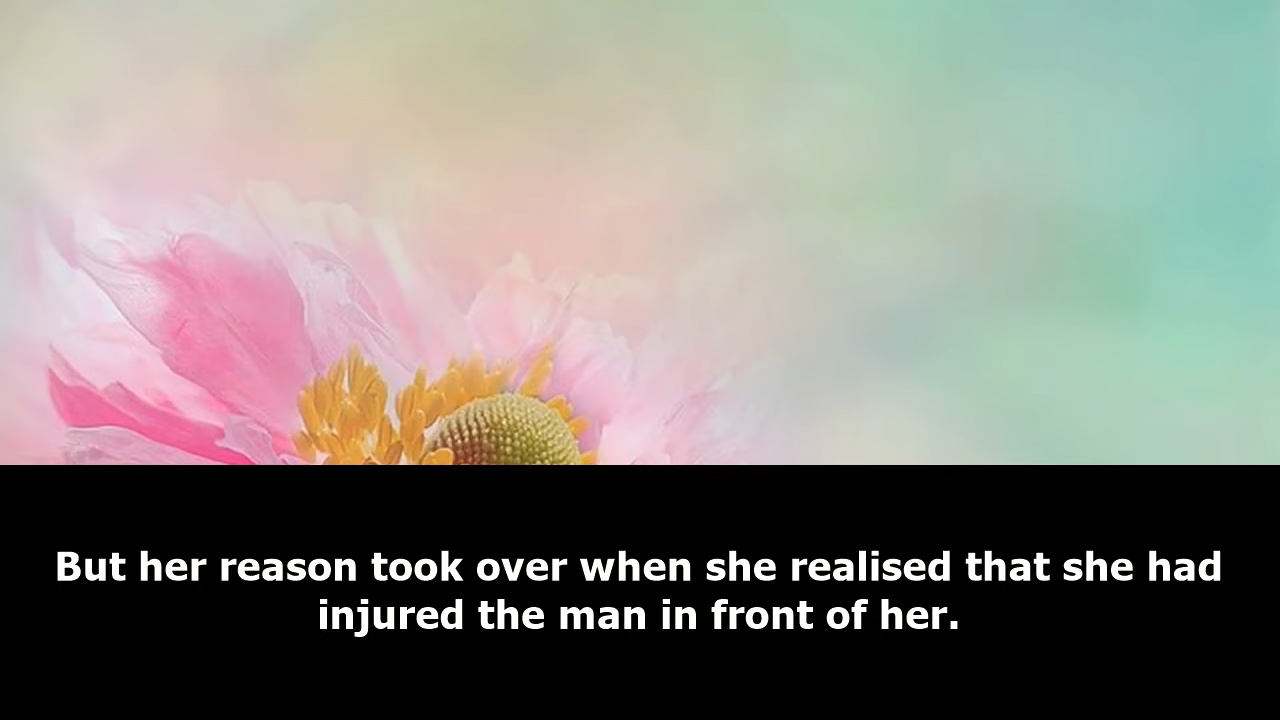 But her reason took over when she realised that she had
injured the man in front of her.